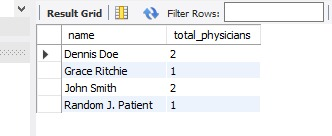 Result Grid Filter Rows:
name total_physicians
Dennis Doe 2
Grace Ritchie 1
John Smith 2
Random J. Patient 1